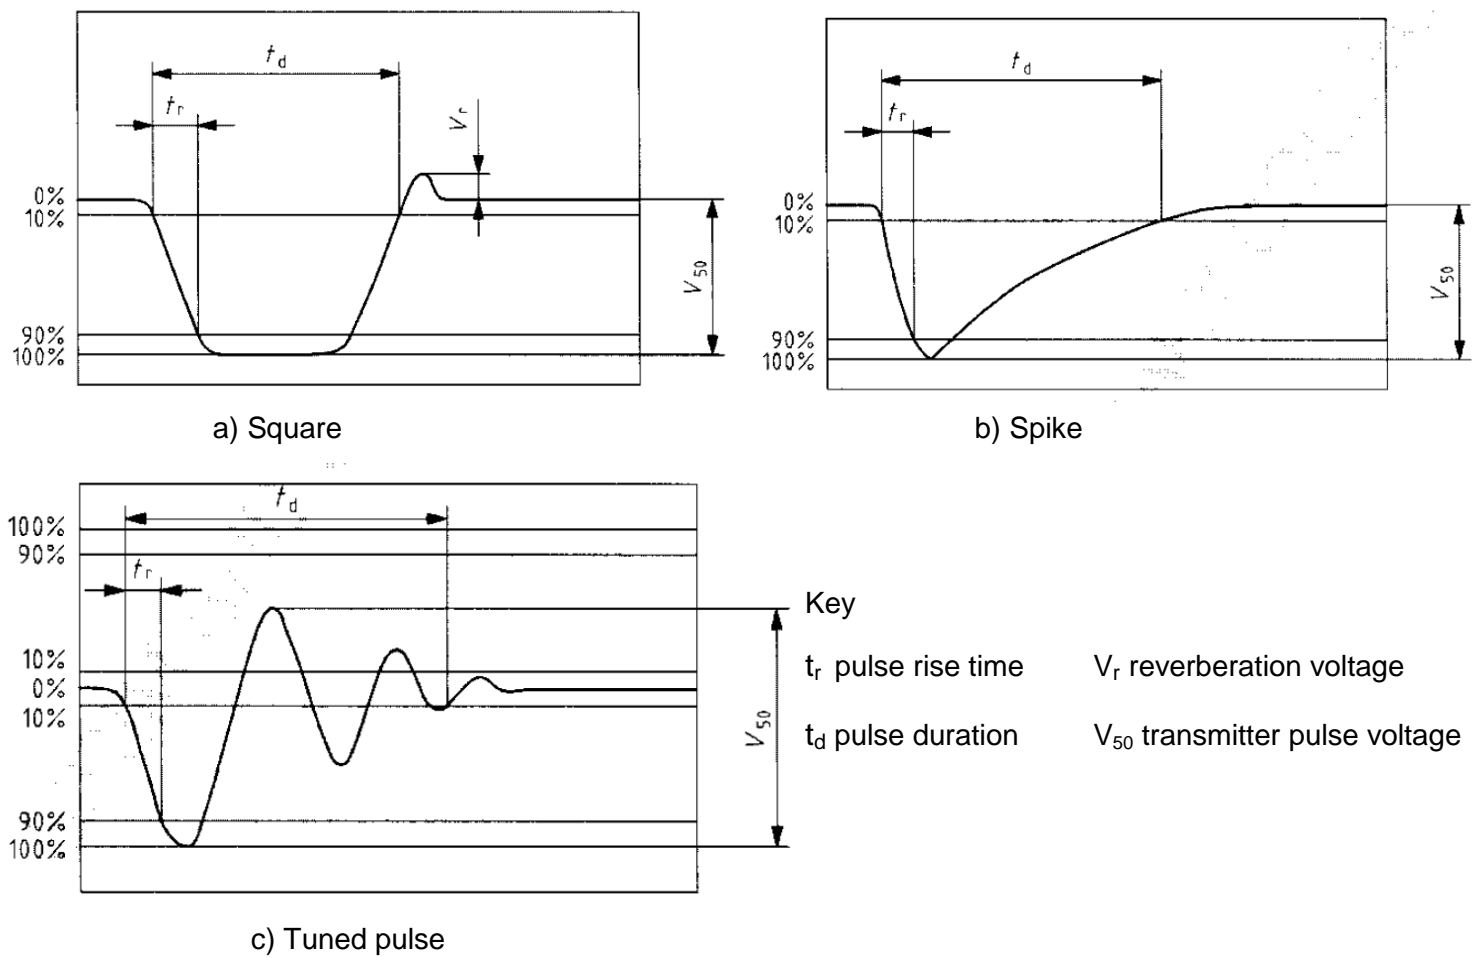 t_d
t_r
V_r
0%
10%
V_50
90%
100%
a) Square
t_d
t_r
0%
10%
V_50
90%
100%
b) Spike
t_d
100%
90%
t_r
10%
0%
10%
V_50
90%
100%
c) Tuned pulse
Key
t_r pulse rise time V_r reverberation voltage
t_d pulse duration V_50 transmitter pulse voltage